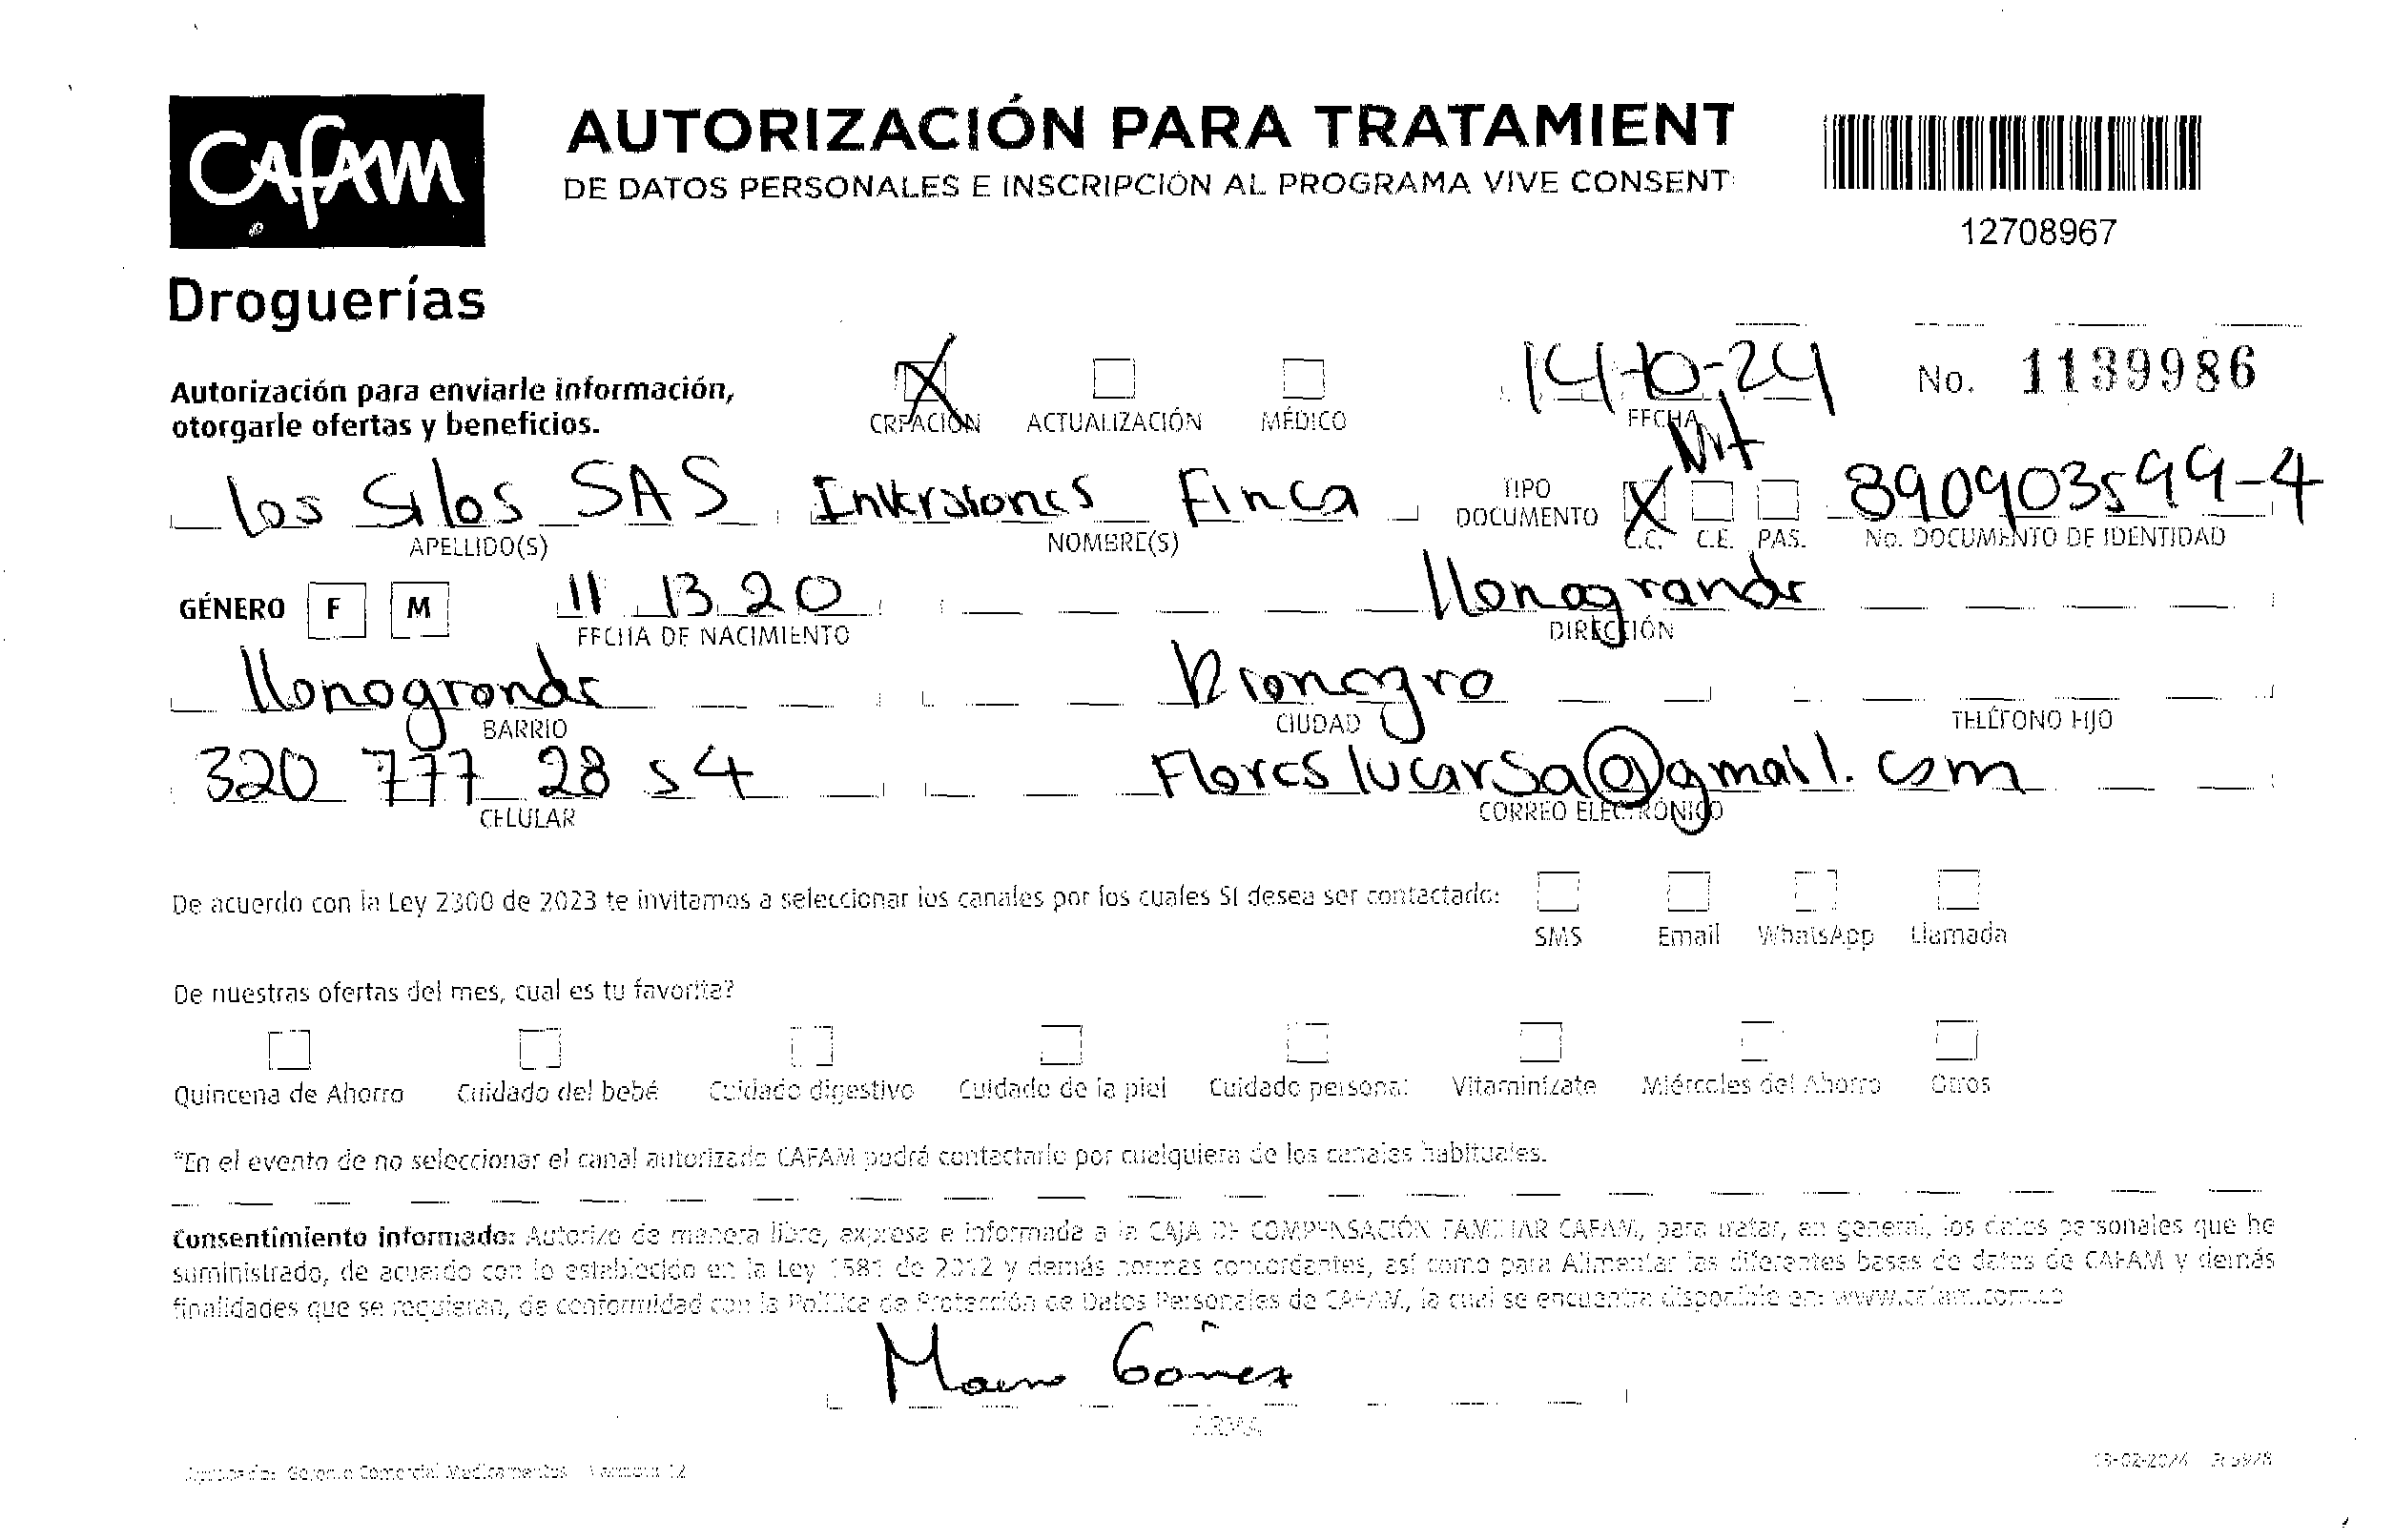 CAFAM
Droguerías
AUTORIZACIÓN PARA TRATAMIENT
DE DATOS PERSONALES E INSCRIPCIÓN AL PROGRAMA VIVE CONSENT
12708967
Autorización para enviarle información,
otorgarle ofertas y beneficios.
CREACIÓN ACTUALIZACIÓN MÉDICO
14-10-24
FECHA
No. 1139986
Los Silos SAS Finca
Nit 890903599-4
APELLIDO(S) NOMBRE(S) TIPO DOCUMENTO C.C. C.E. PAS. No. DOCUMENTO DE IDENTIDAD
GÉNERO F M 11 13 20 llanogrande
FECHA DE NACIMIENTO DIRECCIÓN
llanogrande Rionegro
BARRIO CIUDAD TELÉFONO FIJO
320 777 28 54 Floreslucarsa@gmail.com
CELULAR CORREO ELECTRÓNICO
De acuerdo con la Ley 2300 de 2023 te invitamos a seleccionar los canales por los cuales SI desea ser contactado:
SMS Email WhatsApp Llamada
De nuestras ofertas del mes, cual es tu favorita?
Quincena de Ahorro Cuidado del bebé Cuidado digestivo Cuidado de la piel Cuidado personal Vitaminízate Miércoles del Ahorro Otros
*En el evento de no seleccionar el canal autorizado CAFAM podrá contactarlo por cualquiera de los canales habituales.
Consentimiento informado: Autorizo de manera libre, expresa e informada a la CAJA DE COMPENSACIÓN FAMILIAR CAFAM, para tratar, en general, los datos personales que he
suministrado, de acuerdo con lo establecido en la Ley 1581 de 2012 y demás normas concordantes, así como para Alimentar las diferentes bases de datos de CAFAM y demás
finalidades que se requieran, de conformidad con la Política de Protección de Datos Personales de CAFAM, la cual se encuentra disponible en: www.cafam.com.co
Gómez
FIRMA
Gerencia Comercial Medicamentos